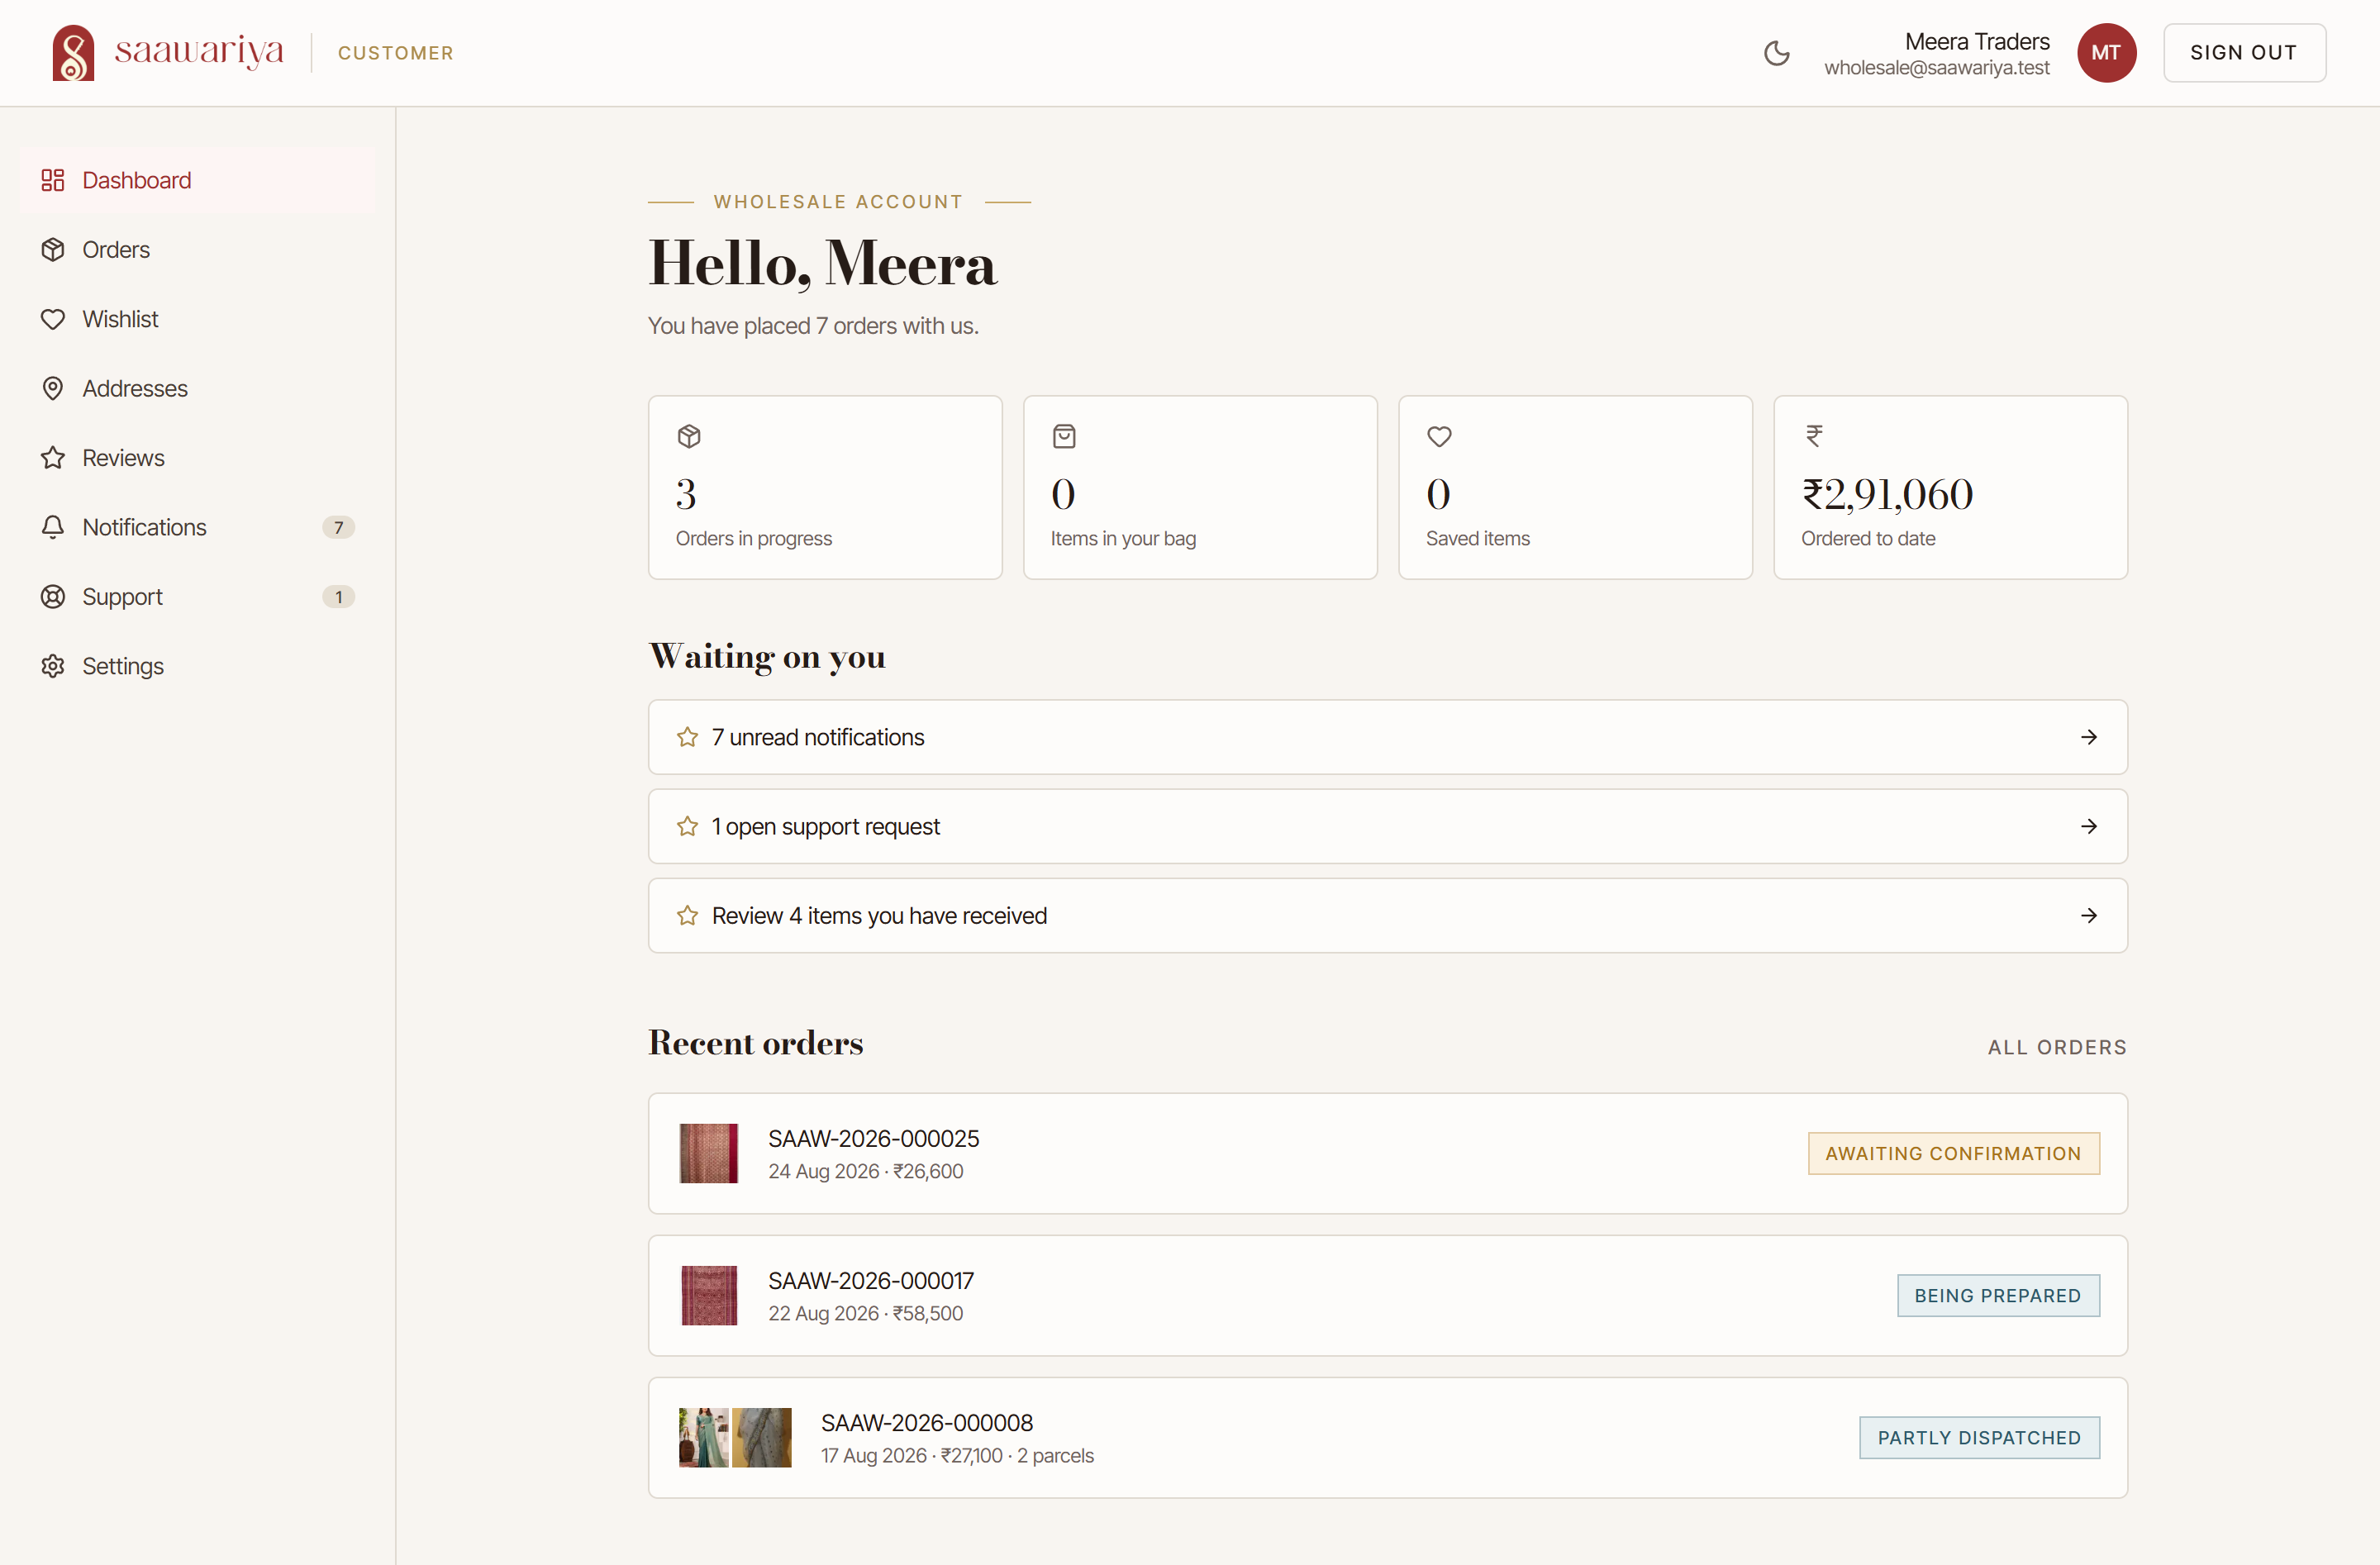 saawariya
CUSTOMER
Meera Traders
wholesale@saawariya.test
MT
SIGN OUT
Dashboard
Orders
Wishlist
Addresses
Reviews
Notifications 7
Support 1
Settings
WHOLESALE ACCOUNT
Hello, Meera
You have placed 7 orders with us.
3
Orders in progress
0
Items in your bag
0
Saved items
₹
₹2,91,060
Ordered to date
Waiting on you
7 unread notifications
1 open support request
Review 4 items you have received
Recent orders
ALL ORDERS
SAAW-2026-000025
24 Aug 2026 · ₹26,600
AWAITING CONFIRMATION
SAAW-2026-000017
22 Aug 2026 · ₹58,500
BEING PREPARED
SAAW-2026-000008
17 Aug 2026 · ₹27,100 · 2 parcels
PARTLY DISPATCHED